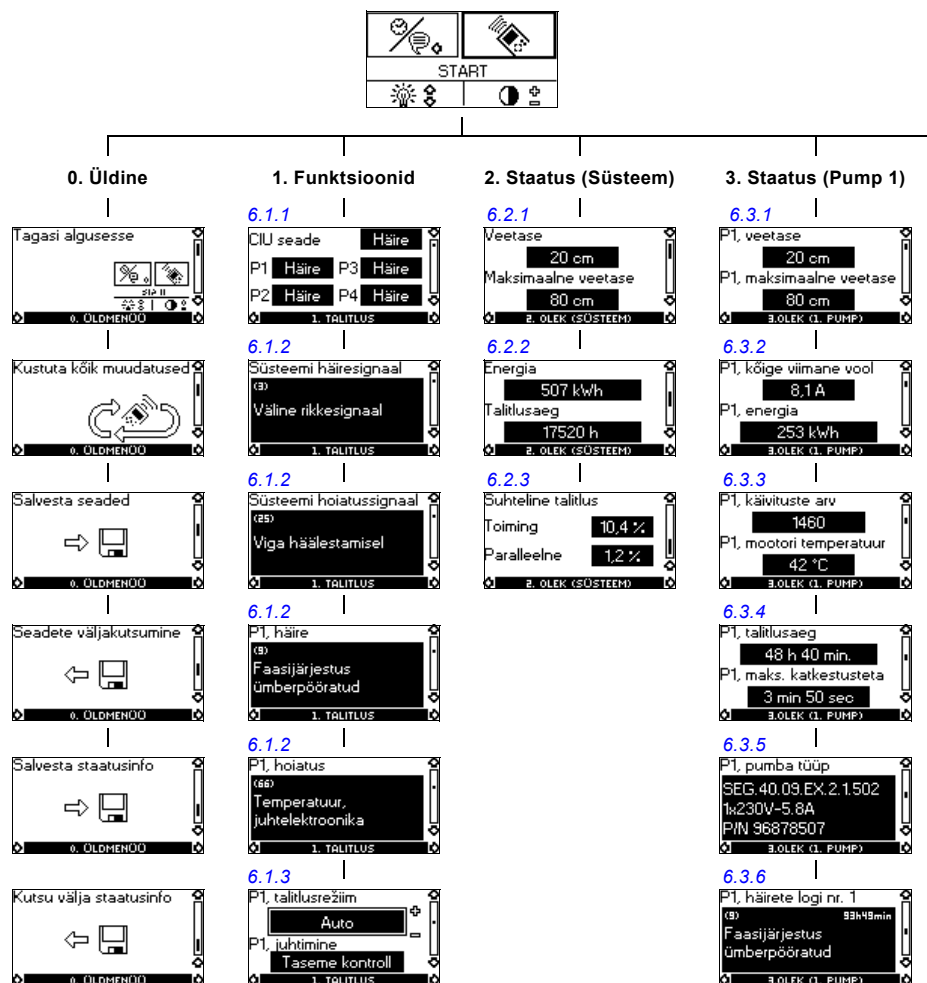 START
0. Üldine
1. Funktsioonid
2. Staatus (Süsteem)
3. Staatus (Pump 1)
Tagasi algusesse
START
0. ÜLDMENÜÜ
Kustuta kõik muudatused
0. ÜLDMENÜÜ
Salvesta seaded
0. ÜLDMENÜÜ
Seadete väljakutsumine
0. ÜLDMENÜÜ
Salvesta staatusinfo
0. ÜLDMENÜÜ
Kutsu välja staatusinfo
0. ÜLDMENÜÜ
6.1.1
CIU seade Häire
P1 Häire P3 Häire
P2 Häire P4 Häire
1. TALITLUS
6.1.2
Süsteemi häiresignaal
(3)
Väline rikkesignaal
1. TALITLUS
6.1.2
Süsteemi hoiatussignaal
(25)
Viga häälestamisel
1. TALITLUS
6.1.2
P1, häire
(9)
Faasijärjestus
ümberpööratud
1. TALITLUS
6.1.2
P1, hoiatus
(66)
Temperatuur,
juhtelektroonika
1. TALITLUS
6.1.3
P1, talitlusrežiim
Auto
P1, juhtimine
Taseme kontroll
1. TALITLUS
6.2.1
Veetase
20 cm
Maksimaalne veetase
80 cm
2. OLEK (SÜSTEEM)
6.2.2
Energia
507 kWh
Talitlusaeg
17520 h
2. OLEK (SÜSTEEM)
6.2.3
Suhteline talitlus
Toiming 10,4 %
Paralleelne 1,2 %
2. OLEK (SÜSTEEM)
6.3.1
P1, veetase
20 cm
P1, maksimaalne veetase
80 cm
3.OLEK (1. PUMP)
6.3.2
P1, kõige viimane vool
8,1 A
P1, energia
253 kWh
3.OLEK (1. PUMP)
6.3.3
P1, käivituste arv
1460
P1, mootori temperatuur
42 °C
3.OLEK (1. PUMP)
6.3.4
P1, talitlusaeg
48 h 40 min.
P1, maks. katkestusteta
3 min 50 sec
3.OLEK (1. PUMP)
6.3.5
P1, pumba tüüp
SEG.40.09.EX.2.1.502
1x230V-5.8A
P/N 96878507
3.OLEK (1. PUMP)
6.3.6
P1, häirete logi nr. 1
(9) 93h49min
Faasijärjestus
ümberpööratud
3.OLEK (1. PUMP)